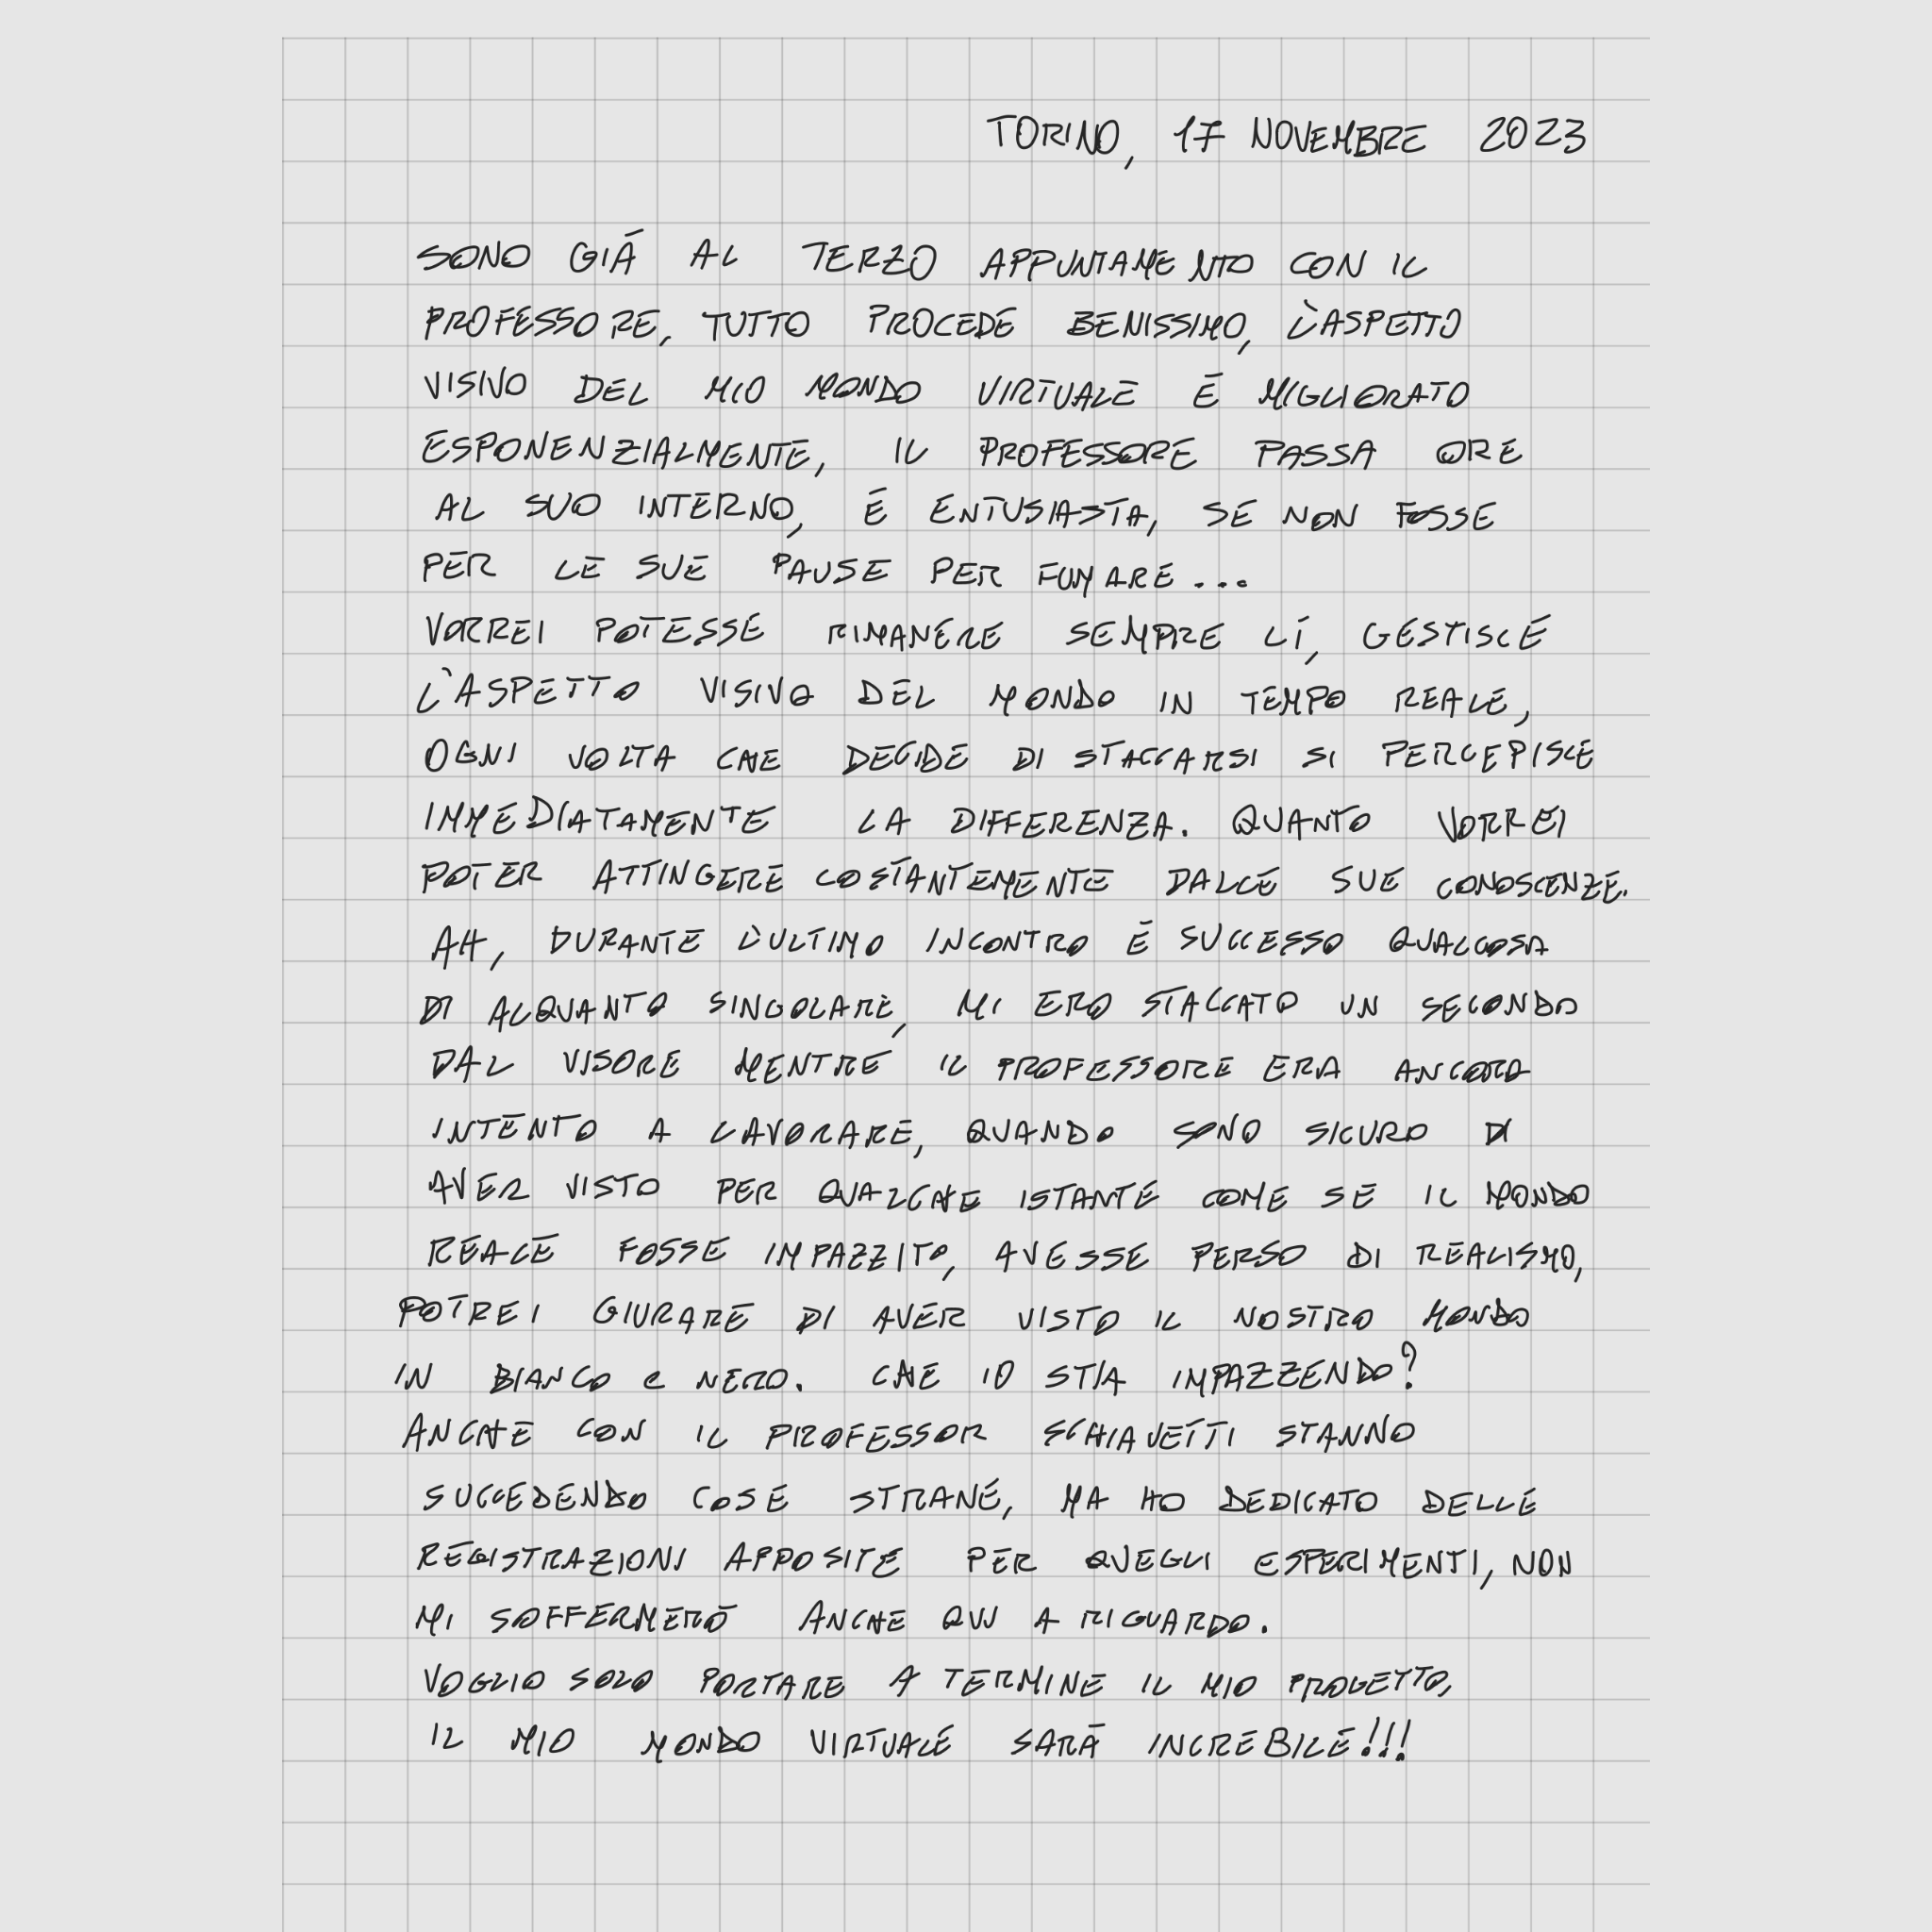 TORINO, 17 NOVEMBRE 2023
SONO GIÀ AL TERZO APPUNTAMENTO CON IL
PROFESSORE, TUTTO PROCEDE BENISSIMO, L'ASPETTO
VISIVO DEL MIO MONDO VIRTUALE È MIGLIORATO
ESPONENZIALMENTE, IL PROFESSORE PASSA ORE
AL SUO INTERNO, È ENTUSIASTA, SE NON FOSSE
PER LE SUE PAUSE PER FUMARE...
VORREI POTESSE RIMANERE SEMPRE LÌ, GESTISCE
L'ASPETTO VISIVO DEL MONDO IN TEMPO REALE,
OGNI VOLTA CHE DECIDE DI STACCARSI SI PERCEPISCE
IMMEDIATAMENTE LA DIFFERENZA. QUANTO VORREI
POTER ATTINGERE COSTANTEMENTE DALLE SUE CONOSCENZE.
AH, DURANTE L'ULTIMO INCONTRO È SUCCESSO QUALCOSA
DI ALQUANTO SINGOLARE, MI ERO STACCATO UN SECONDO
DAL VISORE MENTRE IL PROFESSORE ERA ANCORA
INTENTO A LAVORARE, QUANDO SONO SICURO DI
AVER VISTO PER QUALCHE ISTANTE COME SE IL MONDO
REALE FOSSE IMPAZZITO, AVESSE PERSO DI REALISMO,
POTREI GIURARE DI AVER VISTO IL NOSTRO MONDO
IN BIANCO e NERO. CHE IO STIA IMPAZZENDO?
ANCHE CON IL PROFESSOR SCHIAVETTI STANNO
SUCCEDENDO COSE STRANE, MA HO DEDICATO DELLE
REGISTRAZIONI APPOSITE PER QUEGLI ESPERIMENTI, NON
MI SOFFERMERÒ ANCHE QUI A RIGUARDO.
VOGLIO SOLO PORTARE A TERMINE IL MIO PROGETTO,
IL MIO MONDO VIRTUALE SARÀ INCREBILE!!!